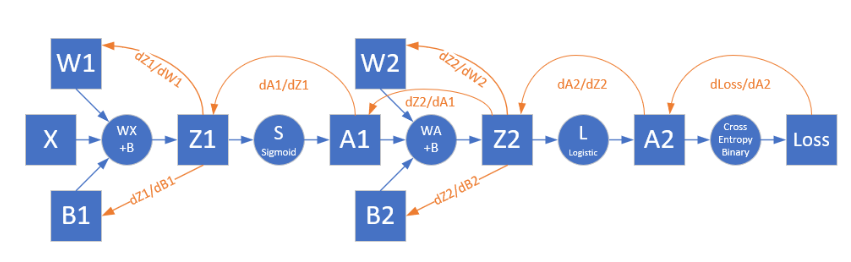 W1
dZ1/dW1
W2
dZ2/dW2
dA1/dZ1
dA2/dZ2
dLoss/dA2
dZ2/dA1
X
WX
+B
Z1
S
Sigmoid
A1
WA
+B
Z2
L
Logistic
A2
Cross
Entropy
Binary
Loss
dZ1/dB1
dZ2/dB2
B1
B2